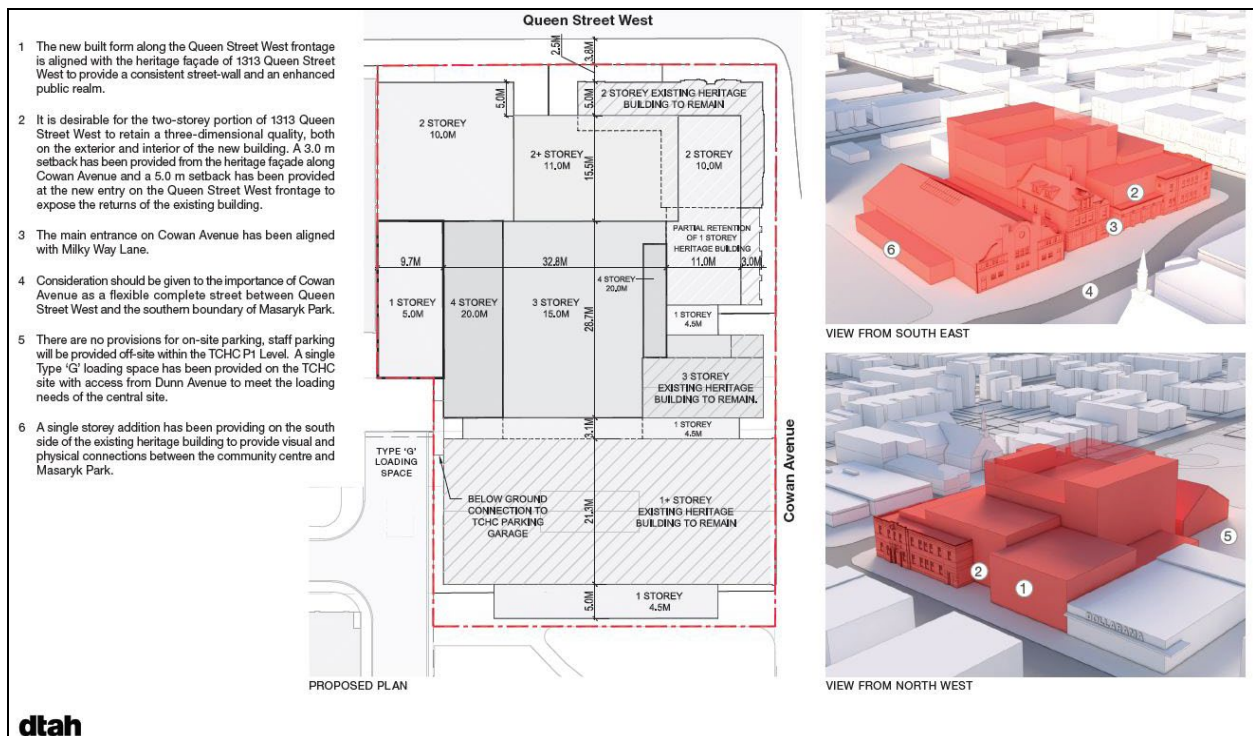 1 The new built form along the Queen Street West frontage
is aligned with the heritage façade of 1313 Queen Street
West to provide a consistent street-wall and an enhanced
public realm.
2 It is desirable for the two-storey portion of 1313 Queen
Street West to retain a three-dimensional quality, both
on the exterior and interior of the new building. A 3.0 m
setback has been provided from the heritage façade along
Cowan Avenue and a 5.0 m setback has been provided
at the new entry on the Queen Street West frontage to
expose the returns of the existing building.
3 The main entrance on Cowan Avenue has been aligned
with Milky Way Lane.
4 Consideration should be given to the importance of Cowan
Avenue as a flexible complete street between Queen
Street West and the southern boundary of Masaryk Park.
5 There are no provisions for on-site parking, staff parking
will be provided off-site within the TCHC P1 Level. A single
Type 'G' loading space has been provided on the TCHC
site with access from Dunn Avenue to meet the loading
needs of the central site.
6 A single storey addition has been providing on the south
side of the existing heritage building to provide visual and
physical connections between the community centre and
Masaryk Park.
dtah
Queen Street West
2.5M
3.8M
5.0M
5.0M
2 STOREY EXISTING HERITAGE
BUILDING TO REMAIN
2 STOREY
10.0M
2+ STOREY
11.0M
15.5M
2 STOREY
10.0M
PARTIAL RETENTION
OF 1 STOREY
HERITAGE BUILDING
9.7M
32.8M
11.0M
3.0M
4 STOREY
20.0M
1 STOREY
5.0M
4 STOREY
20.0M
3 STOREY
15.0M
28.7M
1 STOREY
4.5M
3 STOREY
EXISTING HERITAGE
BUILDING TO REMAIN.
1 STOREY
4.5M
3.1M
TYPE 'G'
LOADING
SPACE
BELOW GROUND
CONNECTION TO
TCHC PARKING
GARAGE
21.3M
1+ STOREY
EXISTING HERITAGE
BUILDING TO REMAIN
Cowan Avenue
5.0M
1 STOREY
4.5M
PROPOSED PLAN
2
3
6
4
VIEW FROM SOUTH EAST
5
2
1
DOLLARAMA
VIEW FROM NORTH WEST